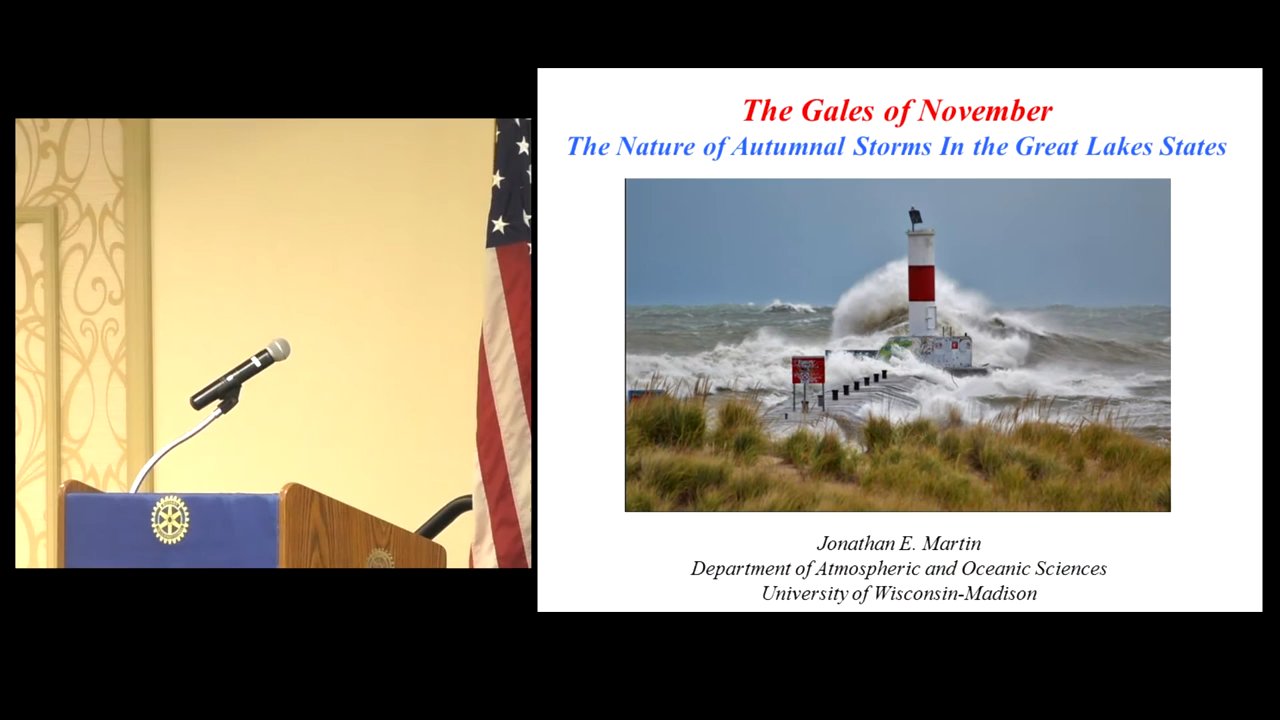 The Gales of November
The Nature of Autumnal Storms In the Great Lakes States
Jonathan E. Martin
Department of Atmospheric and Oceanic Sciences
University of Wisconsin-Madison